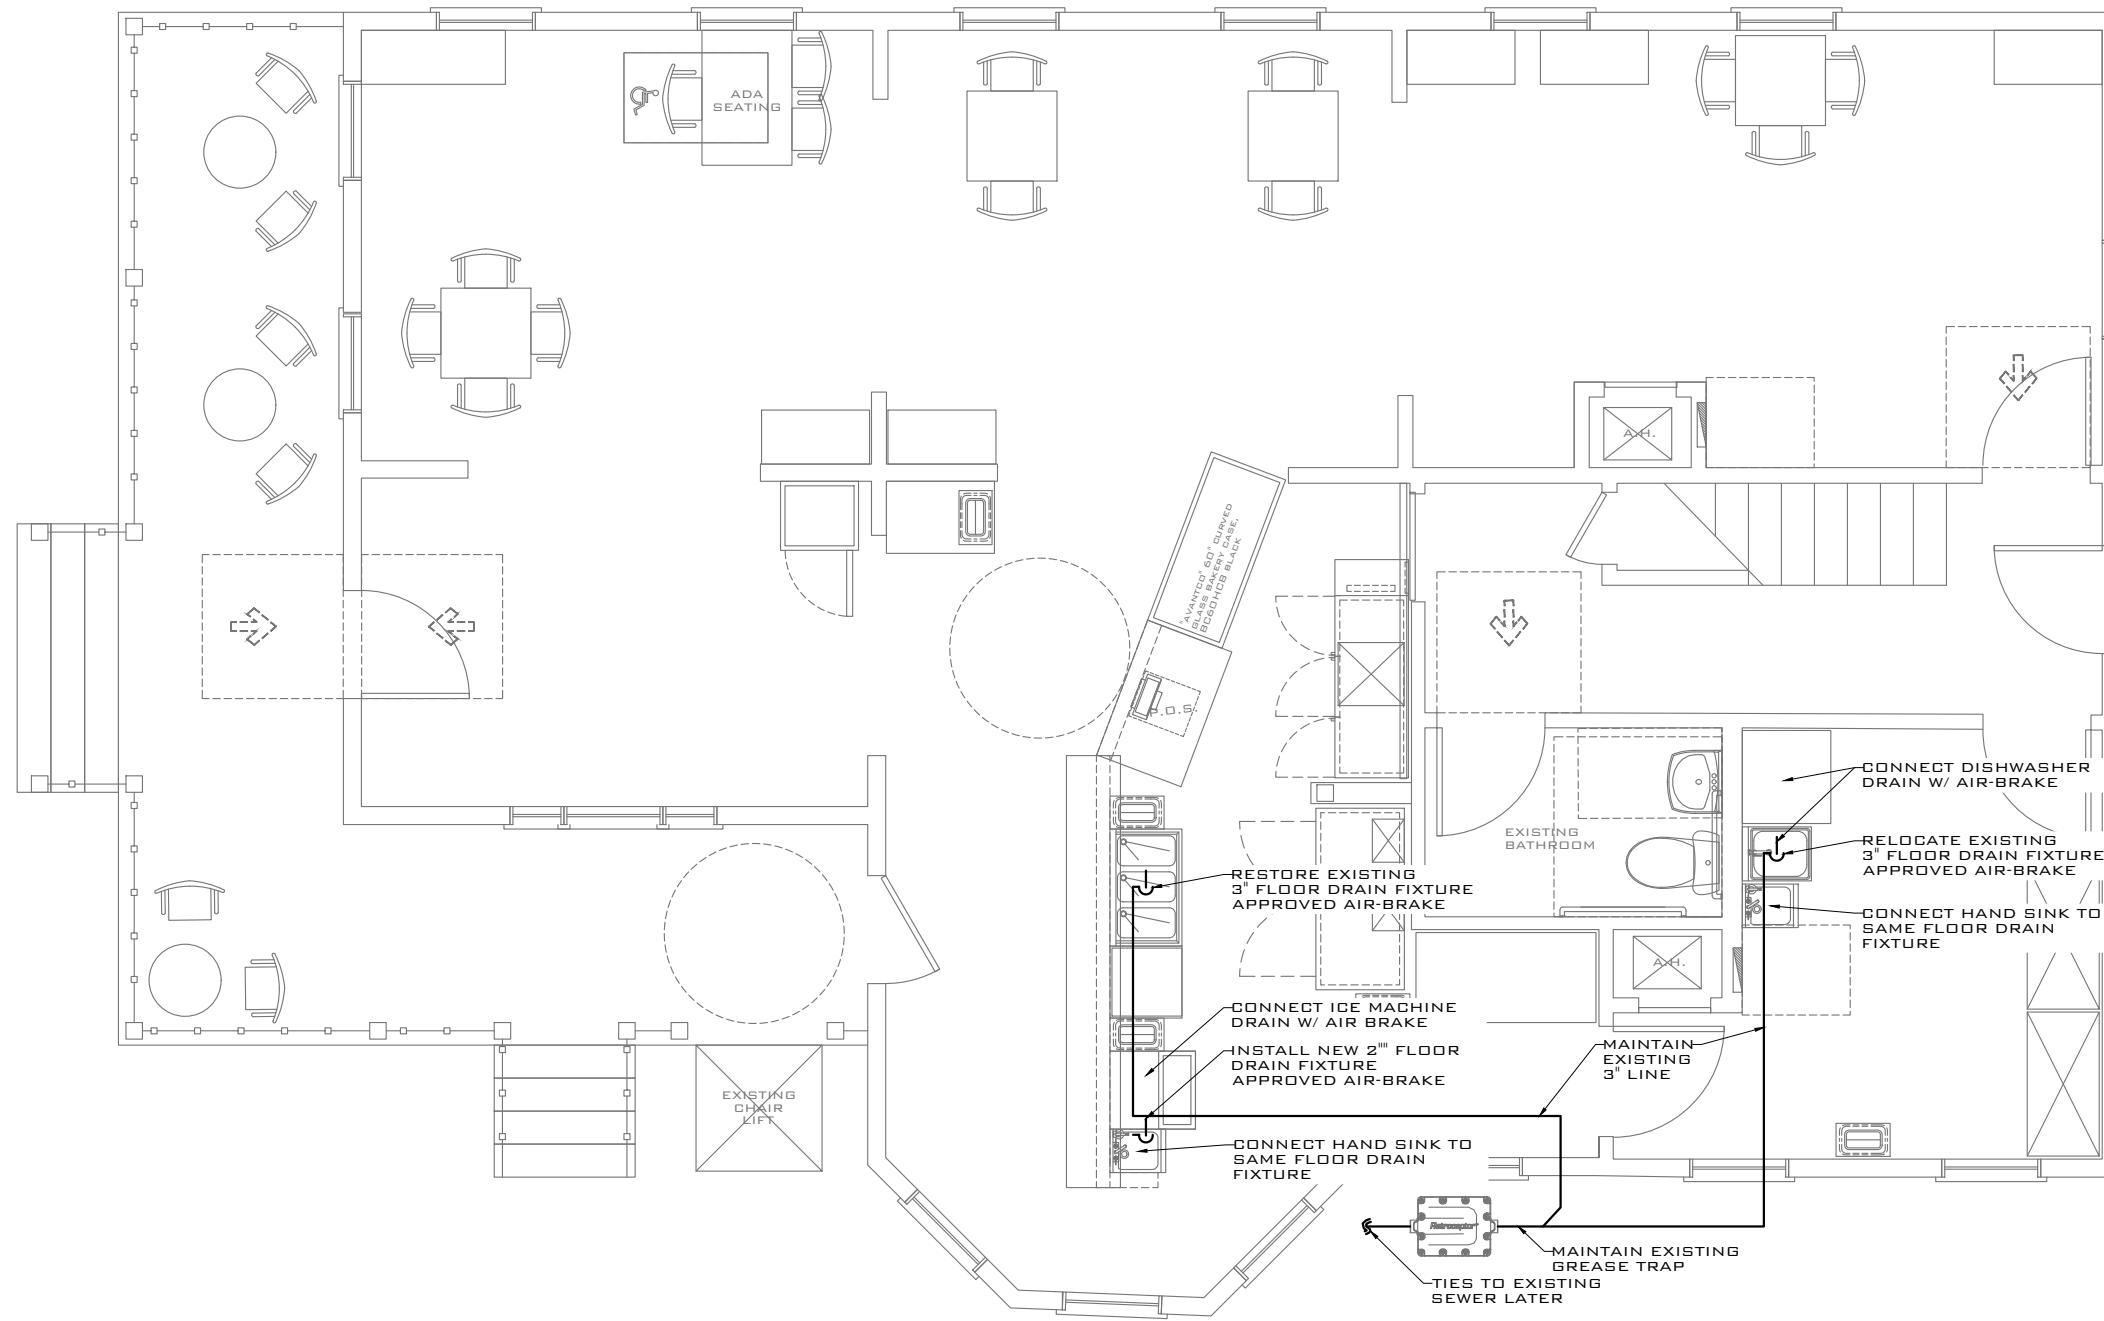 ADA
SEATING
A.H.
"AVANTCO" 60" CURVED
GLASS BAKERY CASE,
BC60HCB BLACK
P.O.S.
EXISTING
BATHROOM
CONNECT DISHWASHER
DRAIN W/ AIR-BRAKE
RELOCATE EXISTING
3" FLOOR DRAIN FIXTURE
APPROVED AIR-BRAKE
CONNECT HAND SINK TO
SAME FLOOR DRAIN
FIXTURE
RESTORE EXISTING
3" FLOOR DRAIN FIXTURE
APPROVED AIR-BRAKE
A.H.
CONNECT ICE MACHINE
DRAIN W/ AIR BRAKE
INSTALL NEW 2"" FLOOR
DRAIN FIXTURE
APPROVED AIR-BRAKE
MAINTAIN
EXISTING
3" LINE
EXISTING
CHAIR
LIFT
CONNECT HAND SINK TO
SAME FLOOR DRAIN
FIXTURE
Retroceptor
MAINTAIN EXISTING
GREASE TRAP
TIES TO EXISTING
SEWER LATER